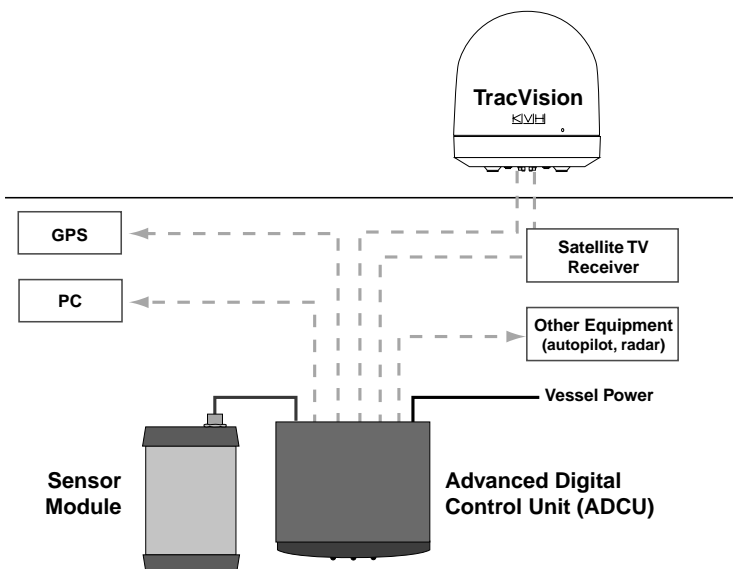 TracVision
KVH
GPS
Satellite TV
Receiver
PC
Other Equipment
(autopilot, radar)
Vessel Power
Sensor
Module
Advanced Digital
Control Unit (ADCU)